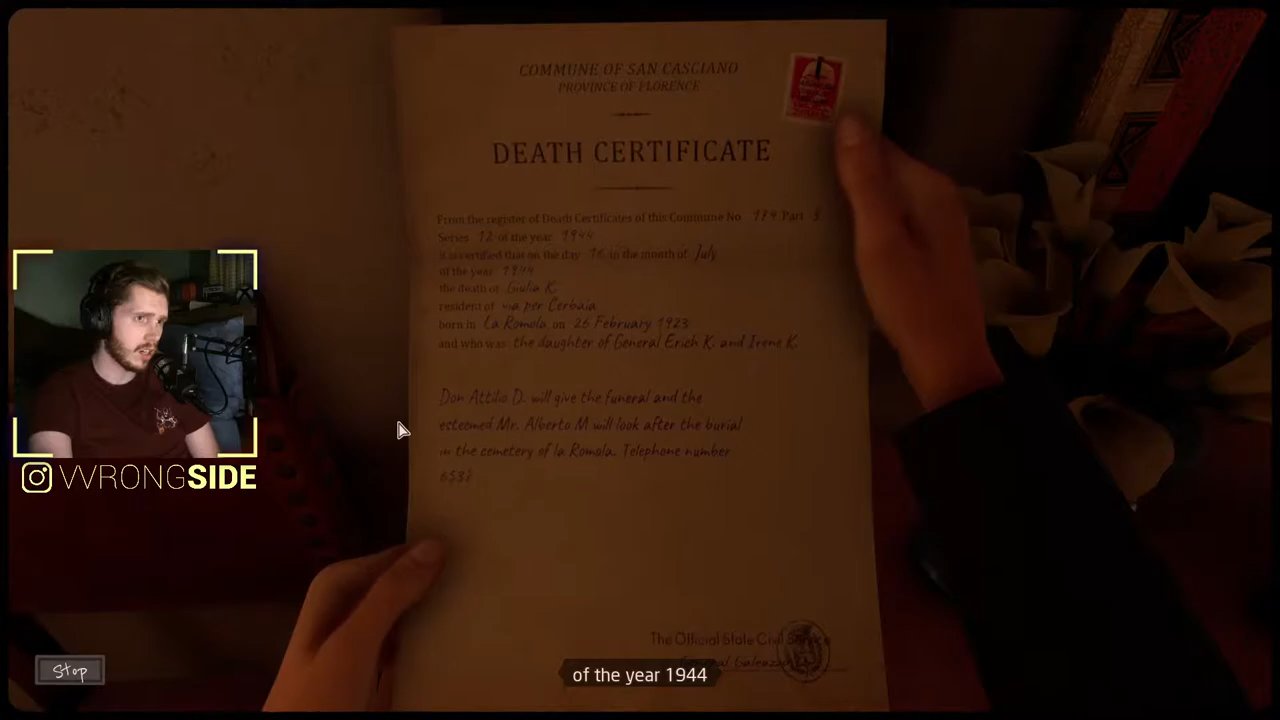 COMMUNE OF SAN CASCIANO
PROVINCE OF FLORENCE
DEATH CERTIFICATE
From the register of Death Certificates of this Commune No. Part
Series 12 of the year 1944
it is certified that on the day 16 in the month of July
of the year 1944
the death of Giulia K.
resident of via per Cerbaia
born in La Romola on 26 February 1923
and who was the daughter of General Erich K. and Irene K.
Don Attilio D. will give the funeral and the
esteemed Mr. Alberto M will look after the burial
in the cemetery of la Romola. Telephone number
The Official State Civil
VVRONGSIDE
Stop
of the year 1944